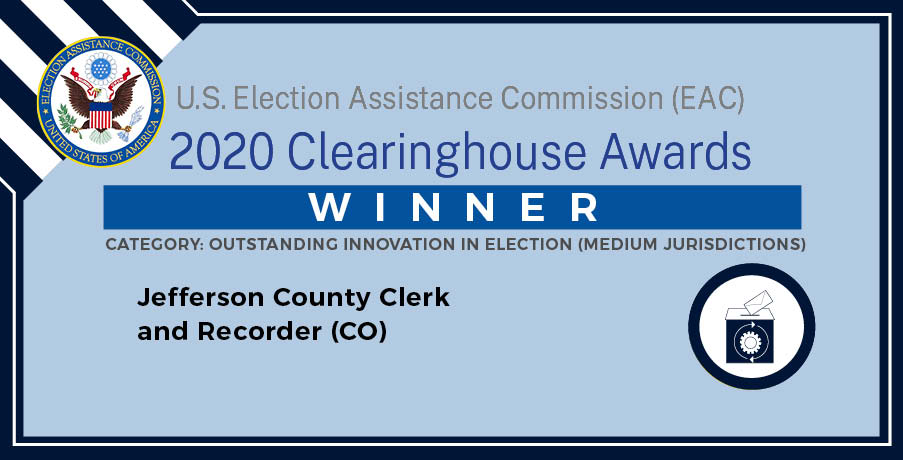 ELECTION ASSISTANCE COMMISSION
UNITED STATES OF AMERICA
U.S. Election Assistance Commission (EAC)
2020 Clearinghouse Awards
WINNER
CATEGORY: OUTSTANDING INNOVATION IN ELECTION (MEDIUM JURISDICTIONS)
Jefferson County Clerk
and Recorder (CO)